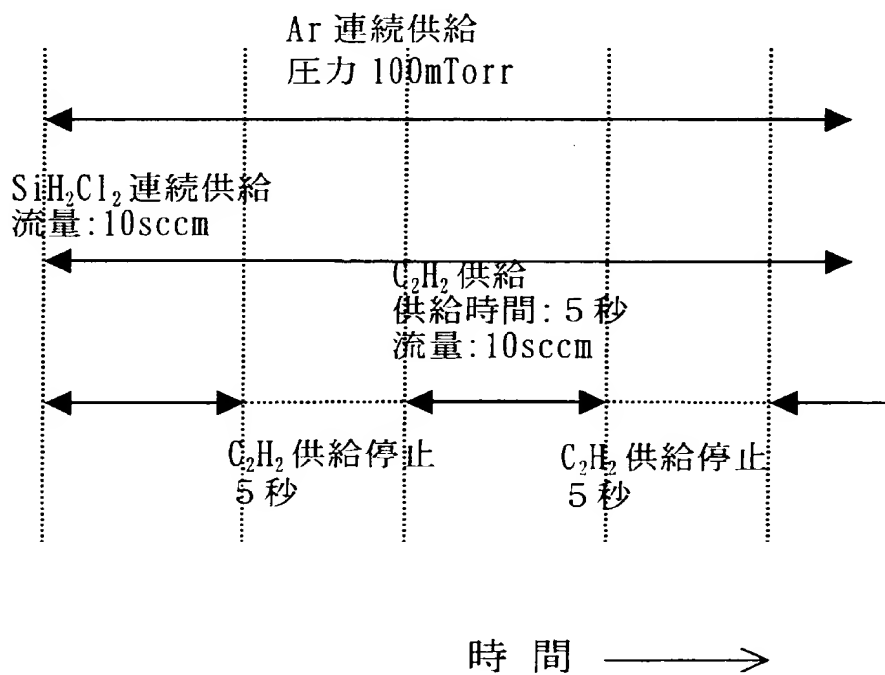 Ar 連続供給
圧力 100mTorr
SiH₂Cl₂ 連続供給
流量:10sccm
C₂H₂ 供給
供給時間:５秒
流量:10sccm
C₂H₂ 供給停止
５秒
C₂H₂ 供給停止
５秒
時 間